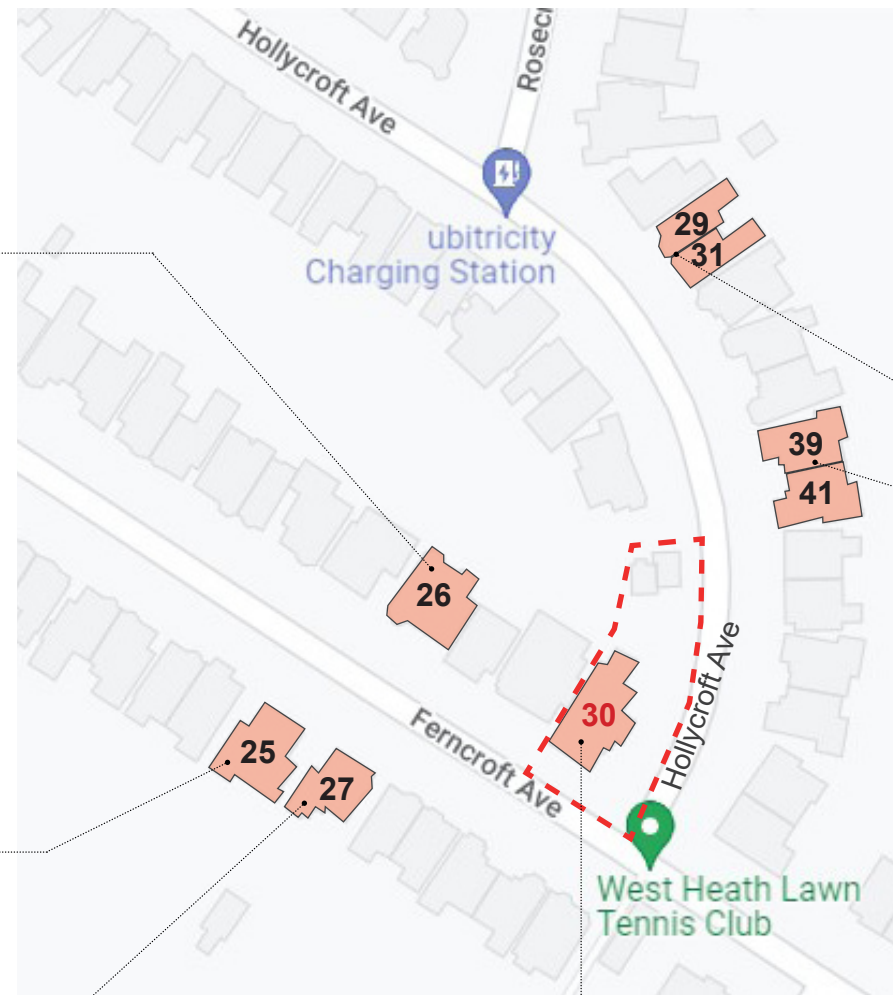 Hollycroft Ave
Rosecr
ubitricity
Charging Station
29
31
39
41
26
30
Hollycroft Ave
Ferncroft Ave
25
27
West Heath Lawn
Tennis Club